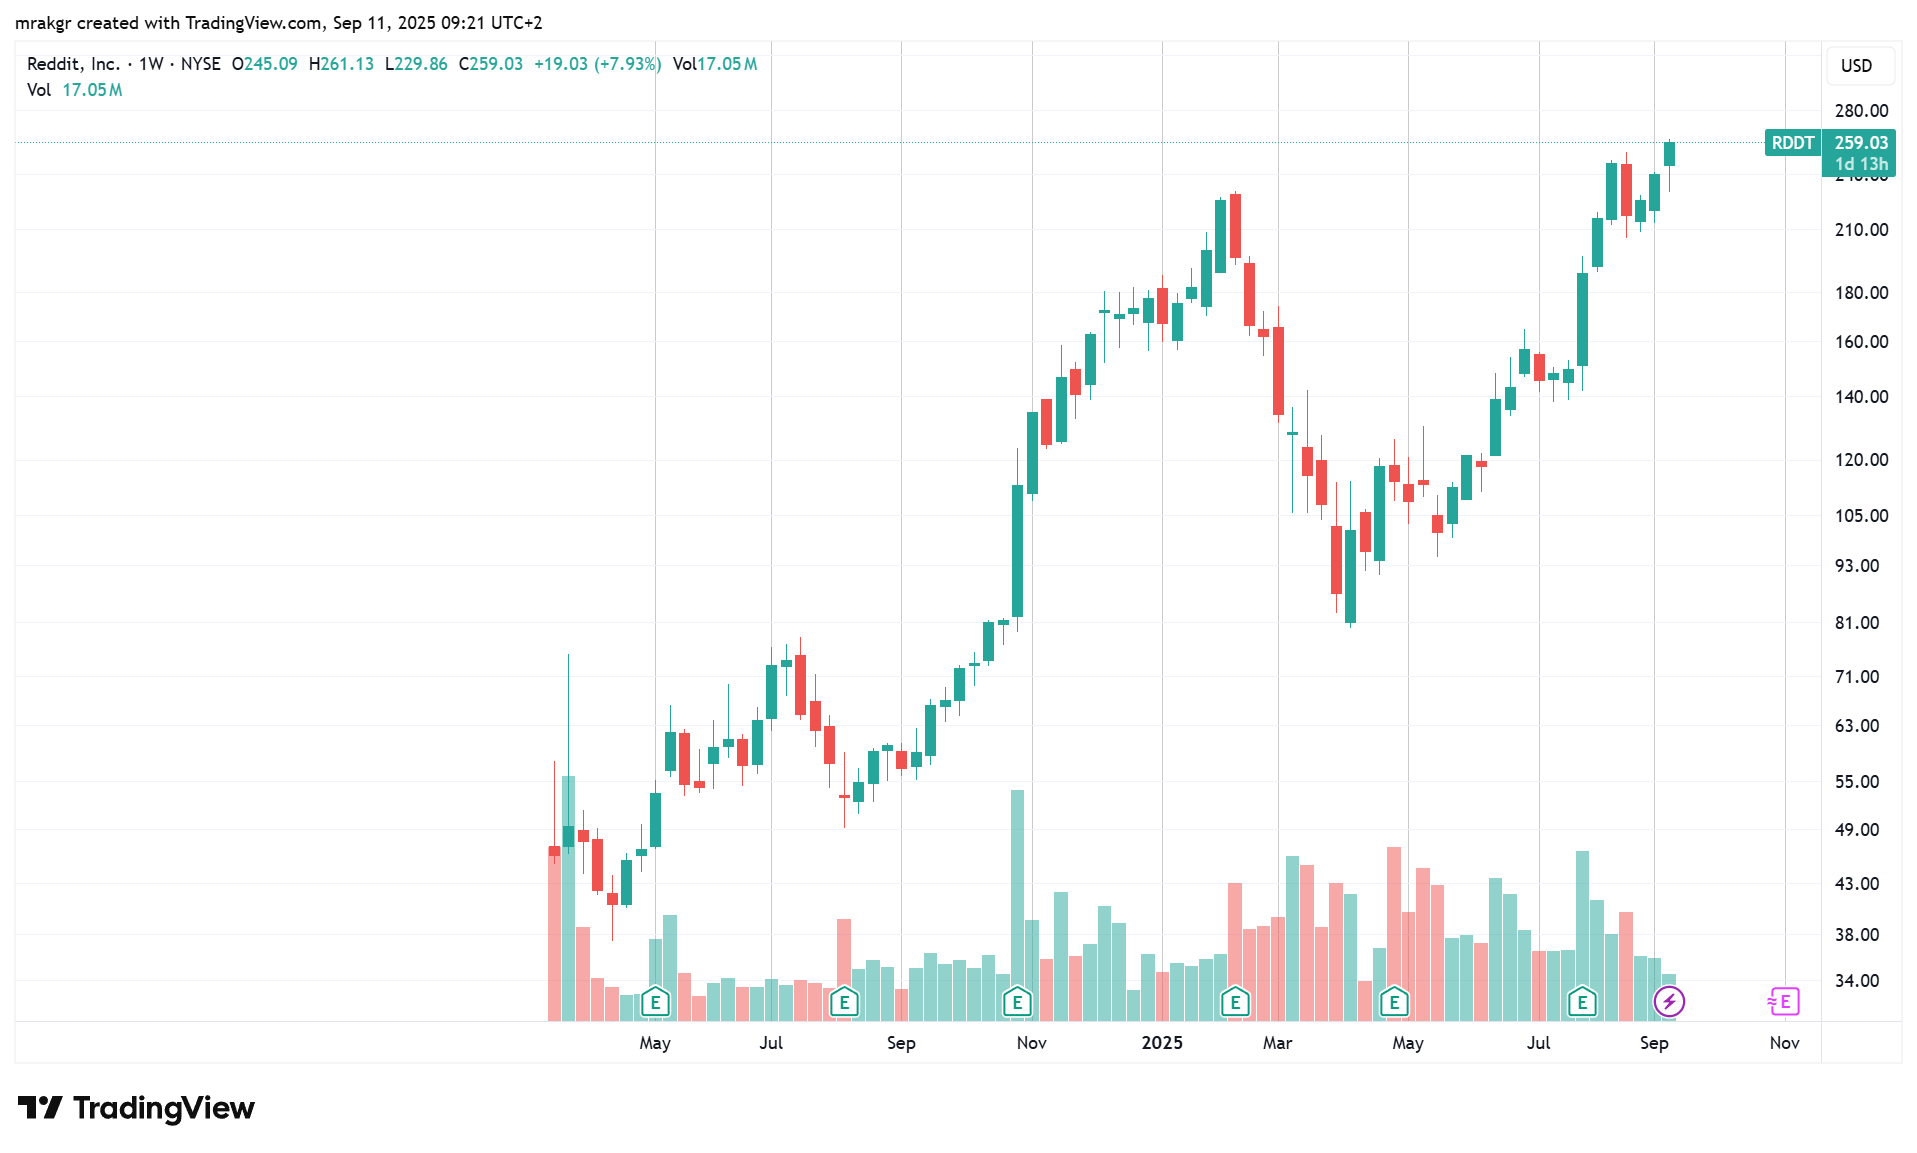 mrakgr created with TradingView.com, Sep 11, 2025 09:21 UTC+2
Reddit, Inc. · 1W · NYSE O245.09 H261.13 L229.86 C259.03 +19.03 (+7.93%) Vol17.05M
Vol 17.05M
USD
280.00
RDDT 259.03
1d 13h
240.00
210.00
180.00
160.00
140.00
120.00
105.00
93.00
81.00
71.00
63.00
55.00
49.00
43.00
38.00
34.00
E E E E E E E
May Jul Sep Nov 2025 Mar May Jul Sep Nov
TradingView